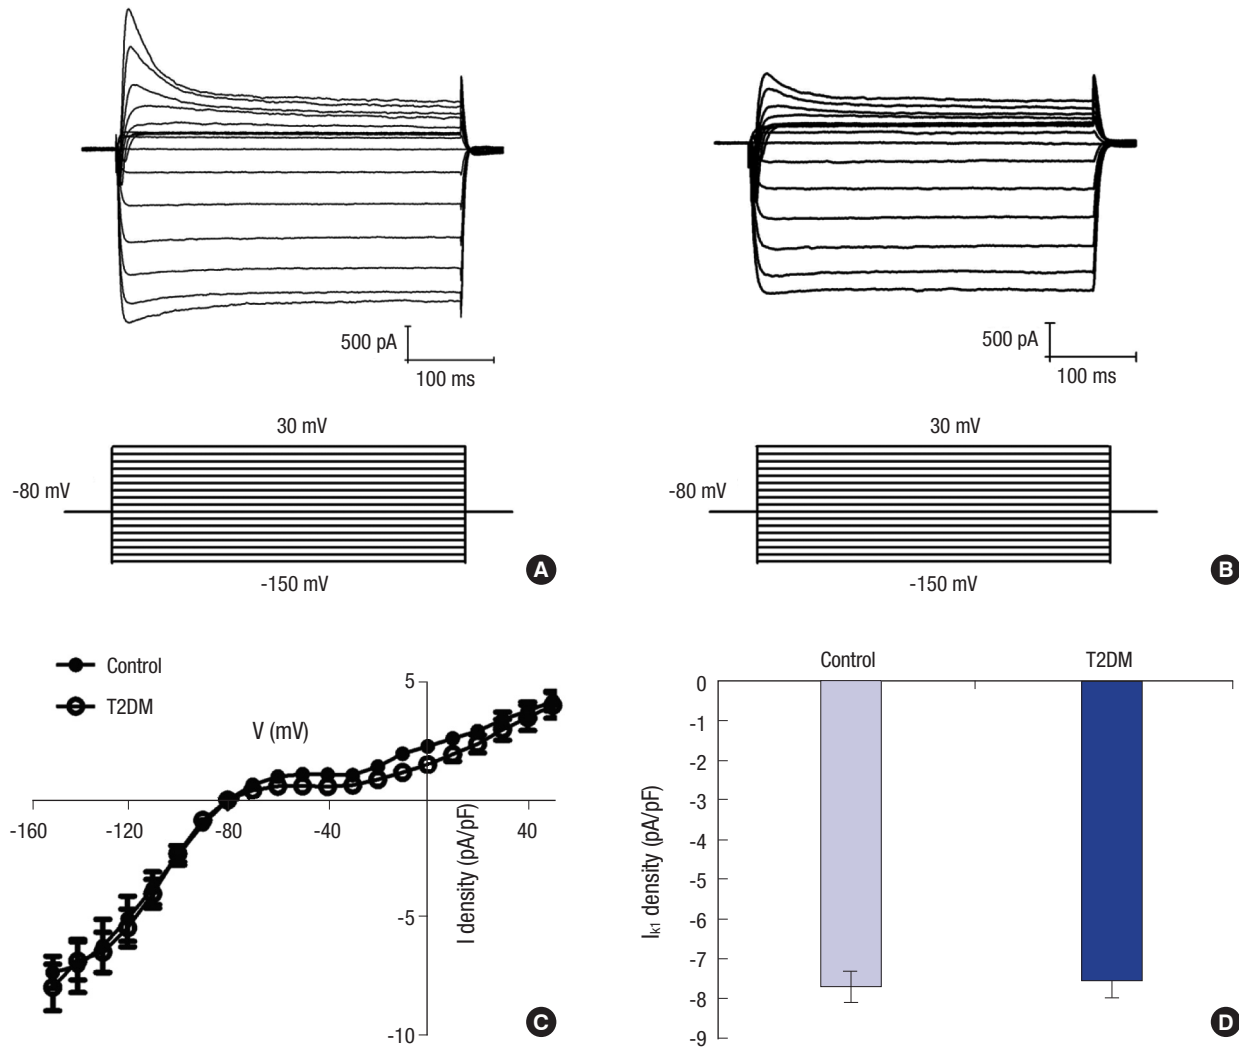 500 pA
100 ms
500 pA
100 ms
30 mV
-80 mV
-150 mV
A
30 mV
-80 mV
-150 mV
B
Control
T2DM
V (mV)
5
-160
-120
-80
-40
40
I density (pA/pF)
-5
-10
C
Control
T2DM
0
-1
-2
-3
-4
-5
-6
-7
-8
-9
Ik1 density (pA/pF)
D